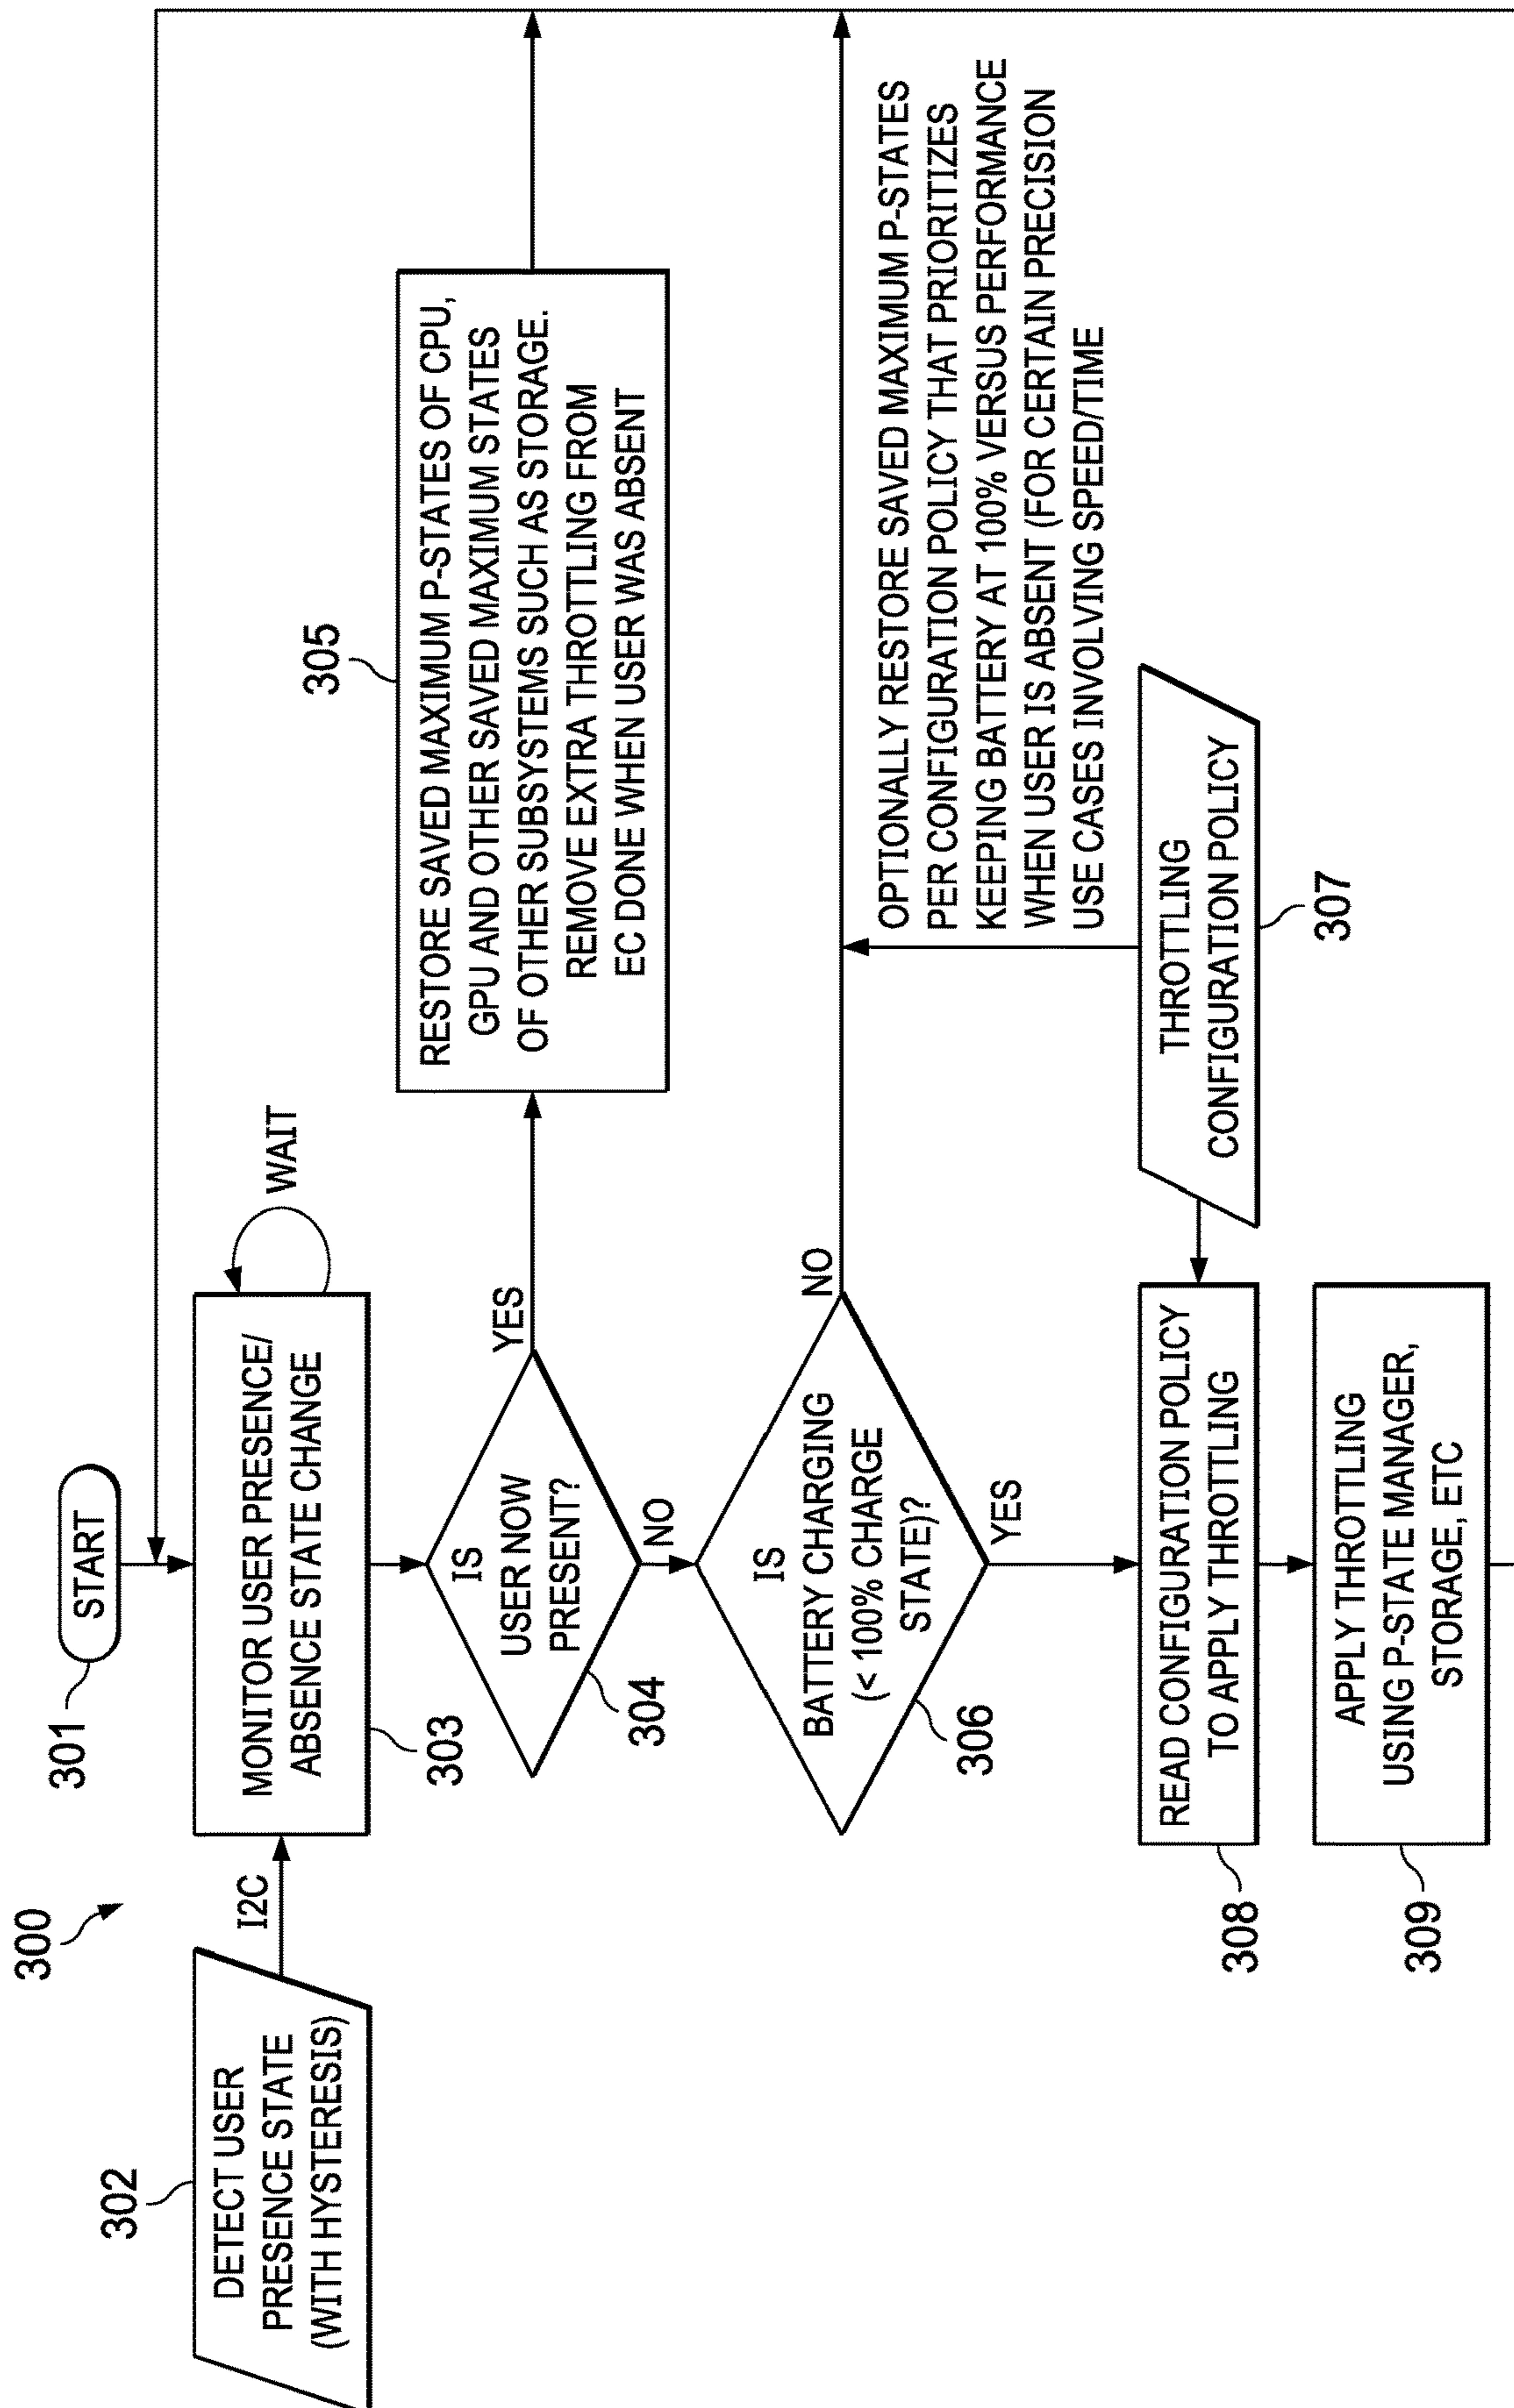 300
301
START
302
DETECT USER
PRESENCE STATE
(WITH HYSTERESIS)
I2C
303
MONITOR USER PRESENCE/
ABSENCE STATE CHANGE
WAIT
304
IS
USER NOW
PRESENT?
YES
NO
305
RESTORE SAVED MAXIMUM P-STATES OF CPU,
GPU AND OTHER SAVED MAXIMUM STATES
OF OTHER SUBSYSTEMS SUCH AS STORAGE.
REMOVE EXTRA THROTTLING FROM
EC DONE WHEN USER WAS ABSENT
306
IS
BATTERY CHARGING
(< 100% CHARGE
STATE)?
NO
YES
OPTIONALLY RESTORE SAVED MAXIMUM P-STATES
PER CONFIGURATION POLICY THAT PRIORITIZES
KEEPING BATTERY AT 100% VERSUS PERFORMANCE
WHEN USER IS ABSENT (FOR CERTAIN PRECISION
USE CASES INVOLVING SPEED/TIME
THROTTLING
CONFIGURATION POLICY
307
308
READ CONFIGURATION POLICY
TO APPLY THROTTLING
309
APPLY THROTTLING
USING P-STATE MANAGER,
STORAGE, ETC